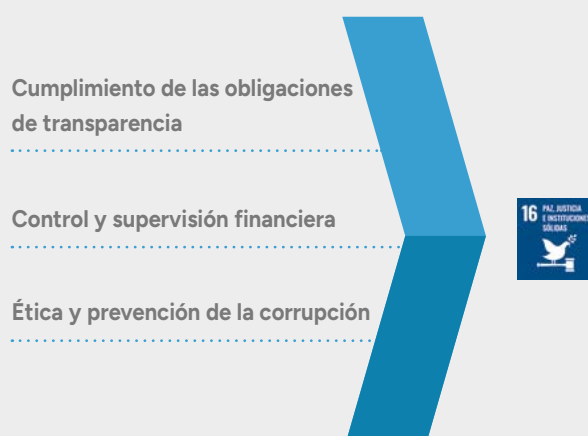 Cumplimiento de las obligaciones
de transparencia
Control y supervisión financiera
Ética y prevención de la corrupción
16 PAZ, JUSTICIA
E INSTITUCIONES
SÓLIDAS